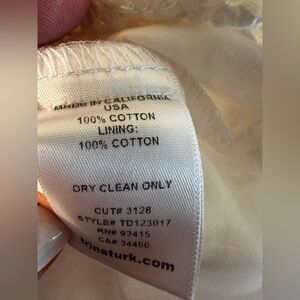 MADE IN CALIFORNIA
USA
100% COTTON
LINING:
100% COTTON
DRY CLEAN ONLY
CUT# 3128
STYLE# TD123017
RN# 93415
CA# 34460
trinaturk.com